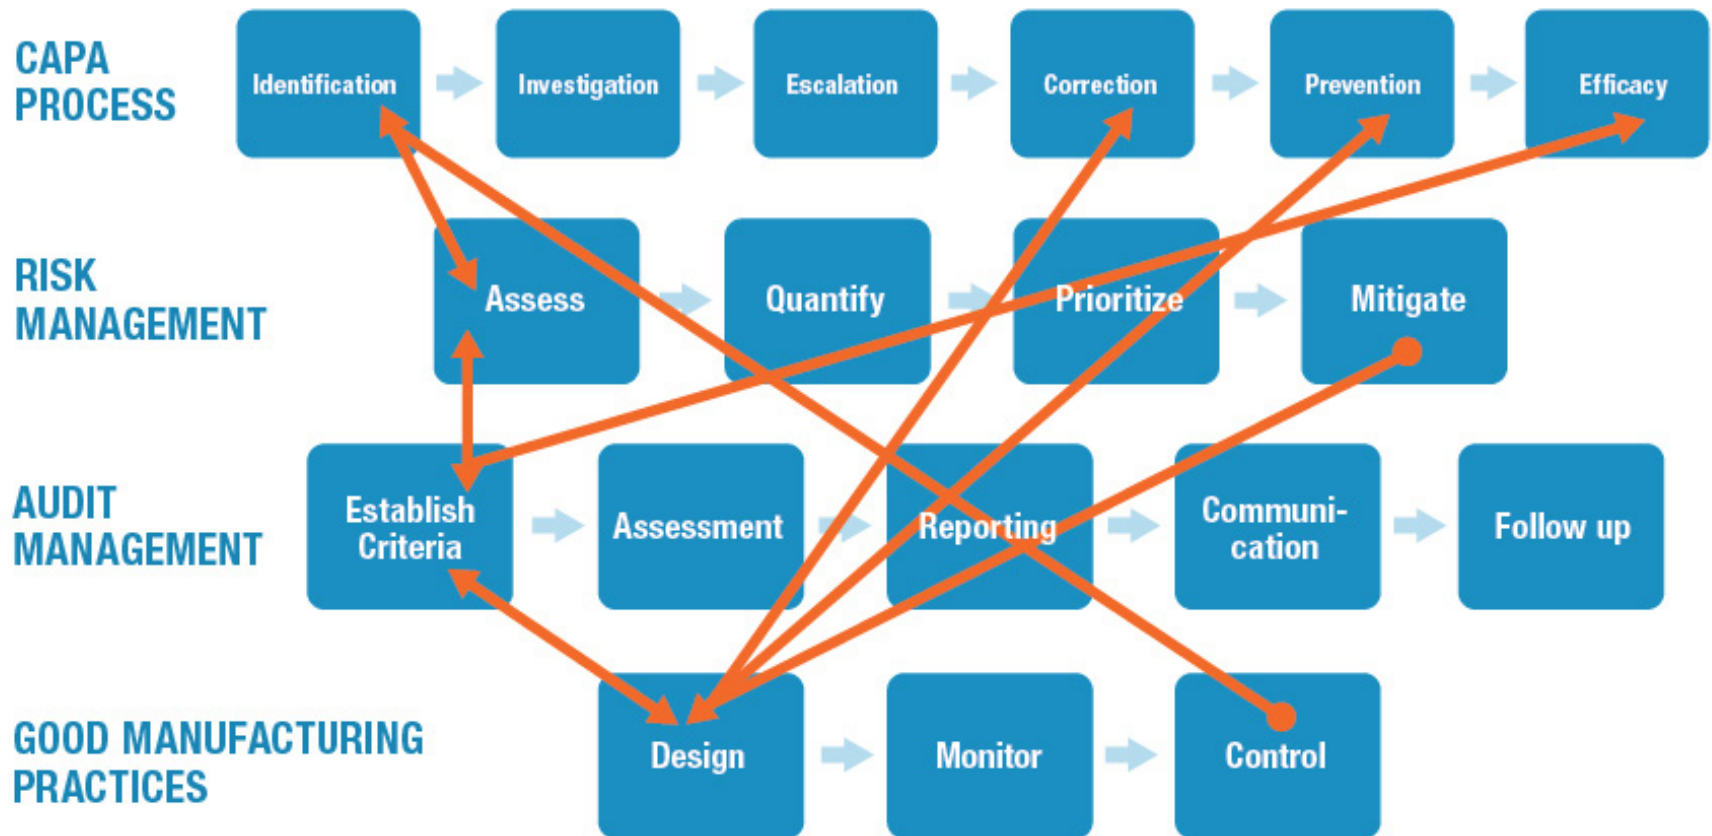 CAPA
PROCESS
Identification
Investigation
Escalation
Correction
Prevention
Efficacy
RISK
MANAGEMENT
Assess
Quantify
Prioritize
Mitigate
AUDIT
MANAGEMENT
Establish
Criteria
Assessment
Reporting
Communi-
cation
Follow up
GOOD MANUFACTURING
PRACTICES
Design
Monitor
Control